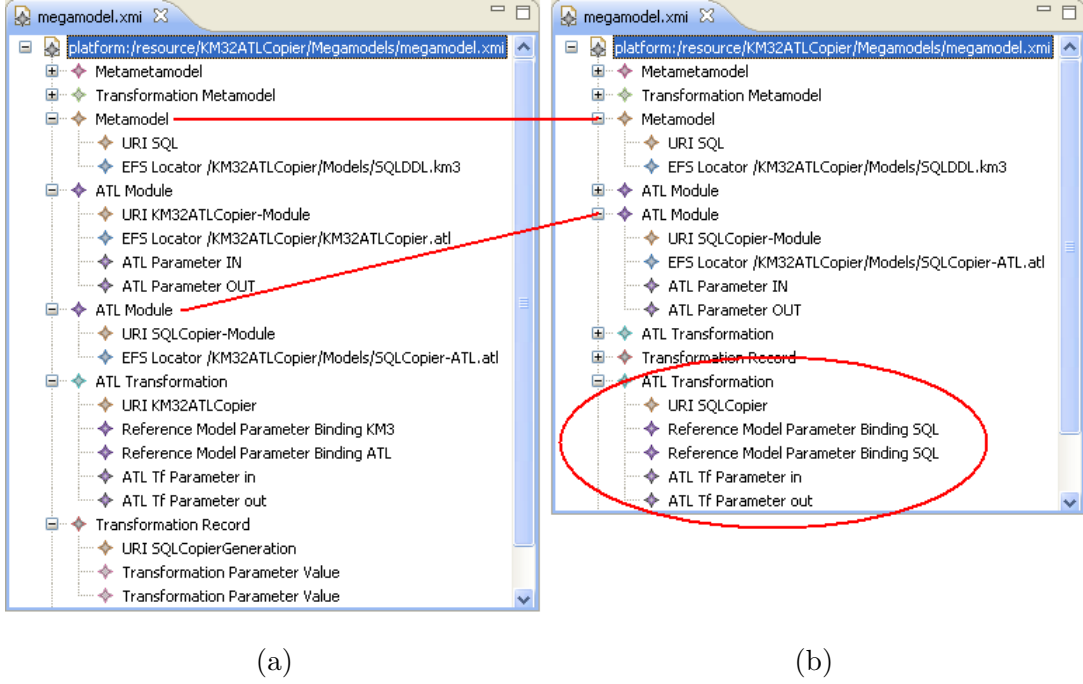 megamodel.xmi
platform:/resource/KM32ATLCopier/Megamodels/megamodel.xmi
Metametamodel
Transformation Metamodel
Metamodel
URI SQL
EFS Locator /KM32ATLCopier/Models/SQLDDL.km3
ATL Module
URI KM32ATLCopier-Module
EFS Locator /KM32ATLCopier/KM32ATLCopier.atl
ATL Parameter IN
ATL Parameter OUT
ATL Module
URI SQLCopier-Module
EFS Locator /KM32ATLCopier/Models/SQLCopier-ATL.atl
ATL Transformation
URI KM32ATLCopier
Reference Model Parameter Binding KM3
Reference Model Parameter Binding ATL
ATL Tf Parameter in
ATL Tf Parameter out
Transformation Record
URI SQLCopierGeneration
Transformation Parameter Value
Transformation Parameter Value
(a)
megamodel.xmi
platform:/resource/KM32ATLCopier/Megamodels/megamodel.xmi
Metametamodel
Transformation Metamodel
Metamodel
URI SQL
EFS Locator /KM32ATLCopier/Models/SQLDDL.km3
ATL Module
ATL Module
URI SQLCopier-Module
EFS Locator /KM32ATLCopier/Models/SQLCopier-ATL.atl
ATL Parameter IN
ATL Parameter OUT
ATL Transformation
Transformation Record
ATL Transformation
URI SQLCopier
Reference Model Parameter Binding SQL
Reference Model Parameter Binding SQL
ATL Tf Parameter in
ATL Tf Parameter out
(b)